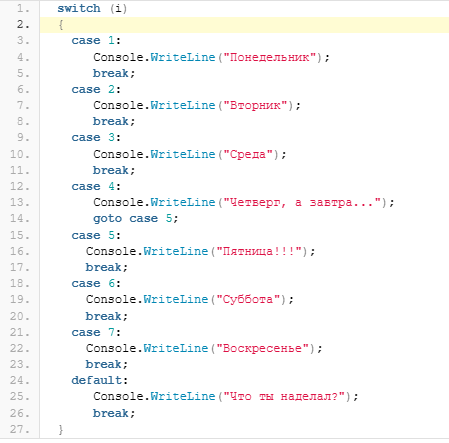 1. switch (i)
2. {
3. case 1:
4. Console.WriteLine("Понедельник");
5. break;
6. case 2:
7. Console.WriteLine("Вторник");
8. break;
9. case 3:
10. Console.WriteLine("Среда");
11. break;
12. case 4:
13. Console.WriteLine("Четверг, а завтра...");
14. goto case 5;
15. case 5:
16. Console.WriteLine("Пятница!!!");
17. break;
18. case 6:
19. Console.WriteLine("Суббота");
20. break;
21. case 7:
22. Console.WriteLine("Воскресенье");
23. break;
24. default:
25. Console.WriteLine("Что ты наделал?");
26. break;
27. }